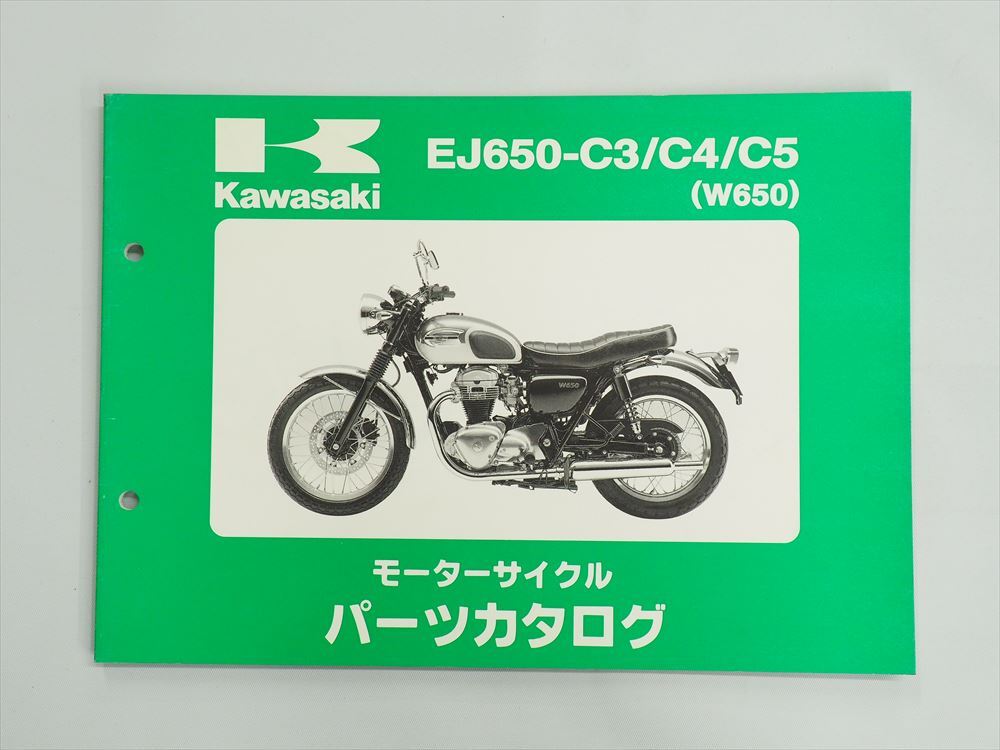 Kawasaki
EJ650-C3/C4/C5
(W650)
W650
モーターサイクル
パーツカタログ